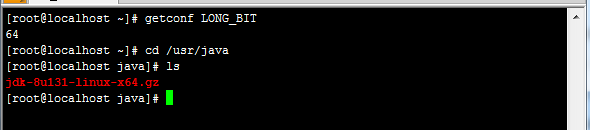 [root@localhost ~]# getconf LONG_BIT
64
[root@localhost ~]# cd /usr/java
[root@localhost java]# ls
jdk-8u131-linux-x64.gz
[root@localhost java]#